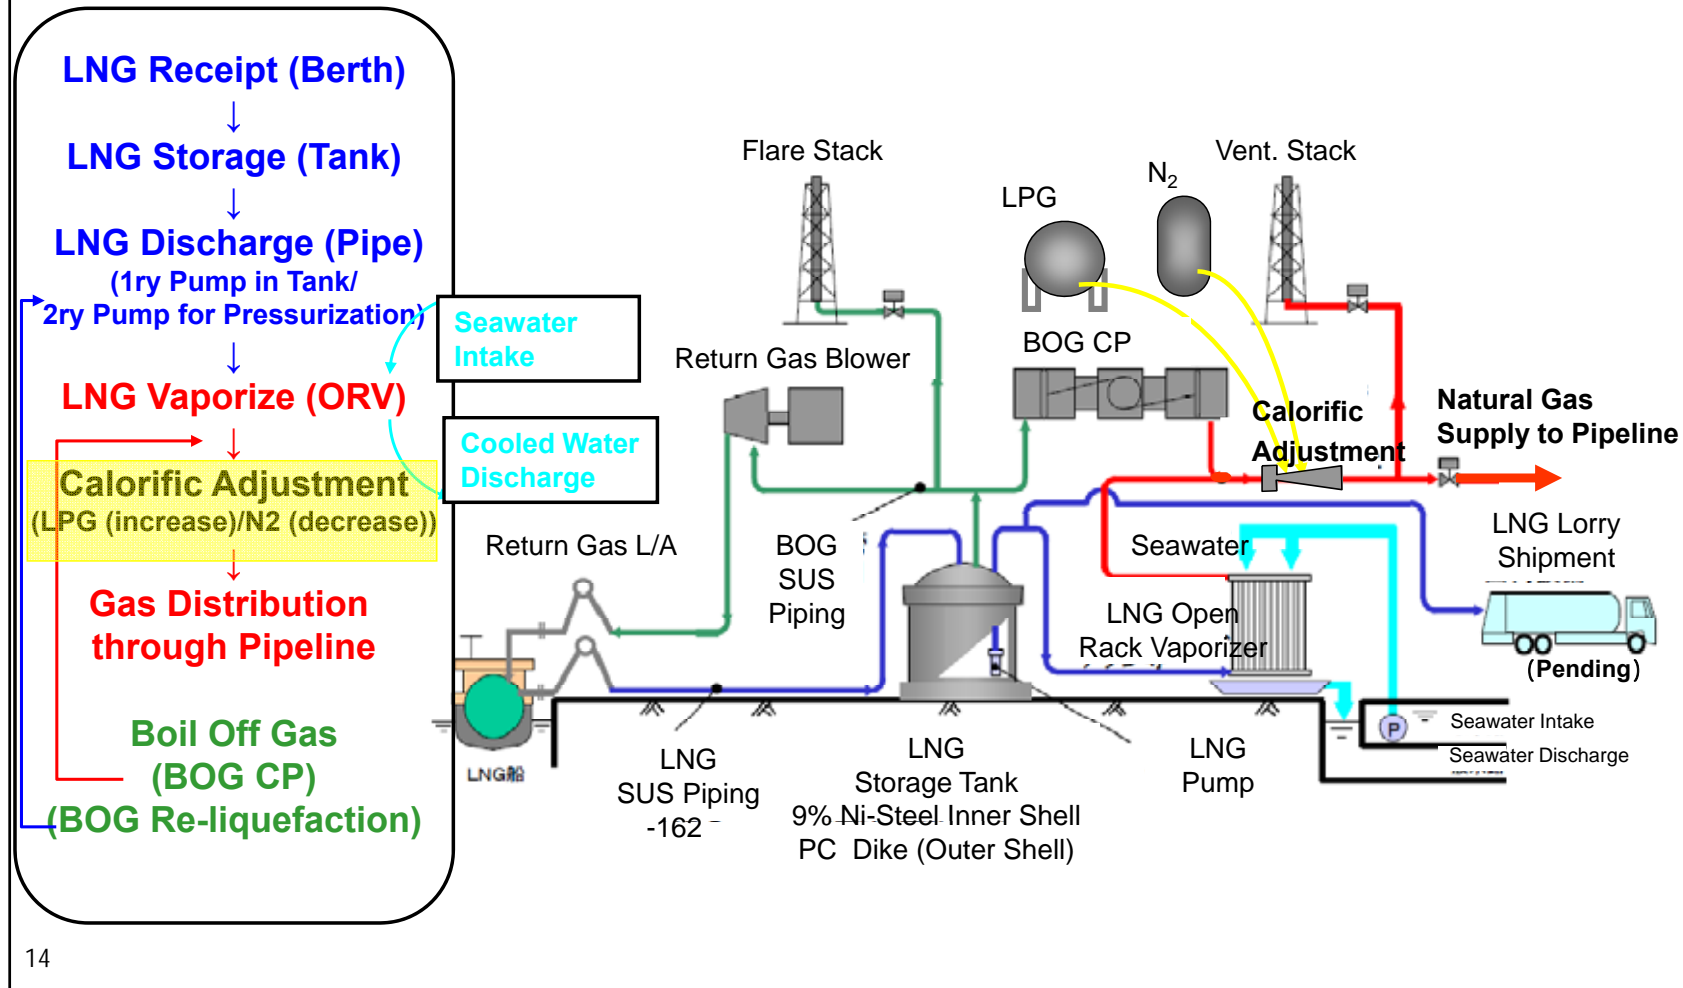 LNG Receipt (Berth)
↓
LNG Storage (Tank)
↓
LNG Discharge (Pipe)
(1ry Pump in Tank/
2ry Pump for Pressurization)
↓
LNG Vaporize (ORV)
↓
Calorific Adjustment
(LPG (increase)/N2 (decrease))
↓
Gas Distribution
through Pipeline
Boil Off Gas
(BOG CP)
(BOG Re-liquefaction)
Seawater
Intake
Cooled Water
Discharge
Flare Stack
LPG
N2
Vent. Stack
Return Gas Blower
BOG CP
Calorific
Adjustment
Natural Gas
Supply to Pipeline
Return Gas L/A
BOG
SUS
Piping
Seawater
LNG Open
Rack Vaporizer
LNG Lorry
Shipment
(Pending)
P
Seawater Intake
Seawater Discharge
LNG船
LNG
SUS Piping
-162
LNG
Storage Tank
9% Ni-Steel Inner Shell
PC Dike (Outer Shell)
LNG
Pump
14